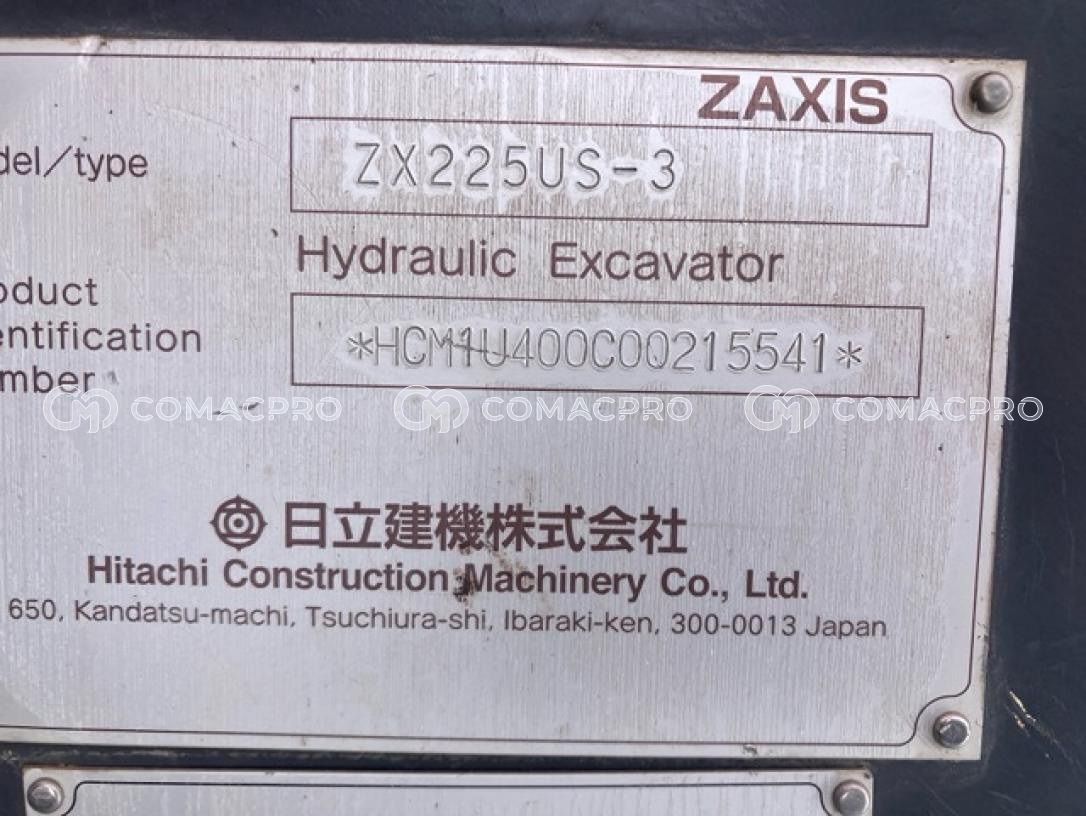 ZAXIS
del/type
ZX225US-3
Hydraulic Excavator
oduct
entification
mber
*HCM1U400C00215541*
COMACPRO COMACPRO COMACPRO
日立建機株式会社
Hitachi Construction Machinery Co., Ltd.
650, Kandatsu-machi, Tsuchiura-shi, Ibaraki-ken, 300-0013 Japan